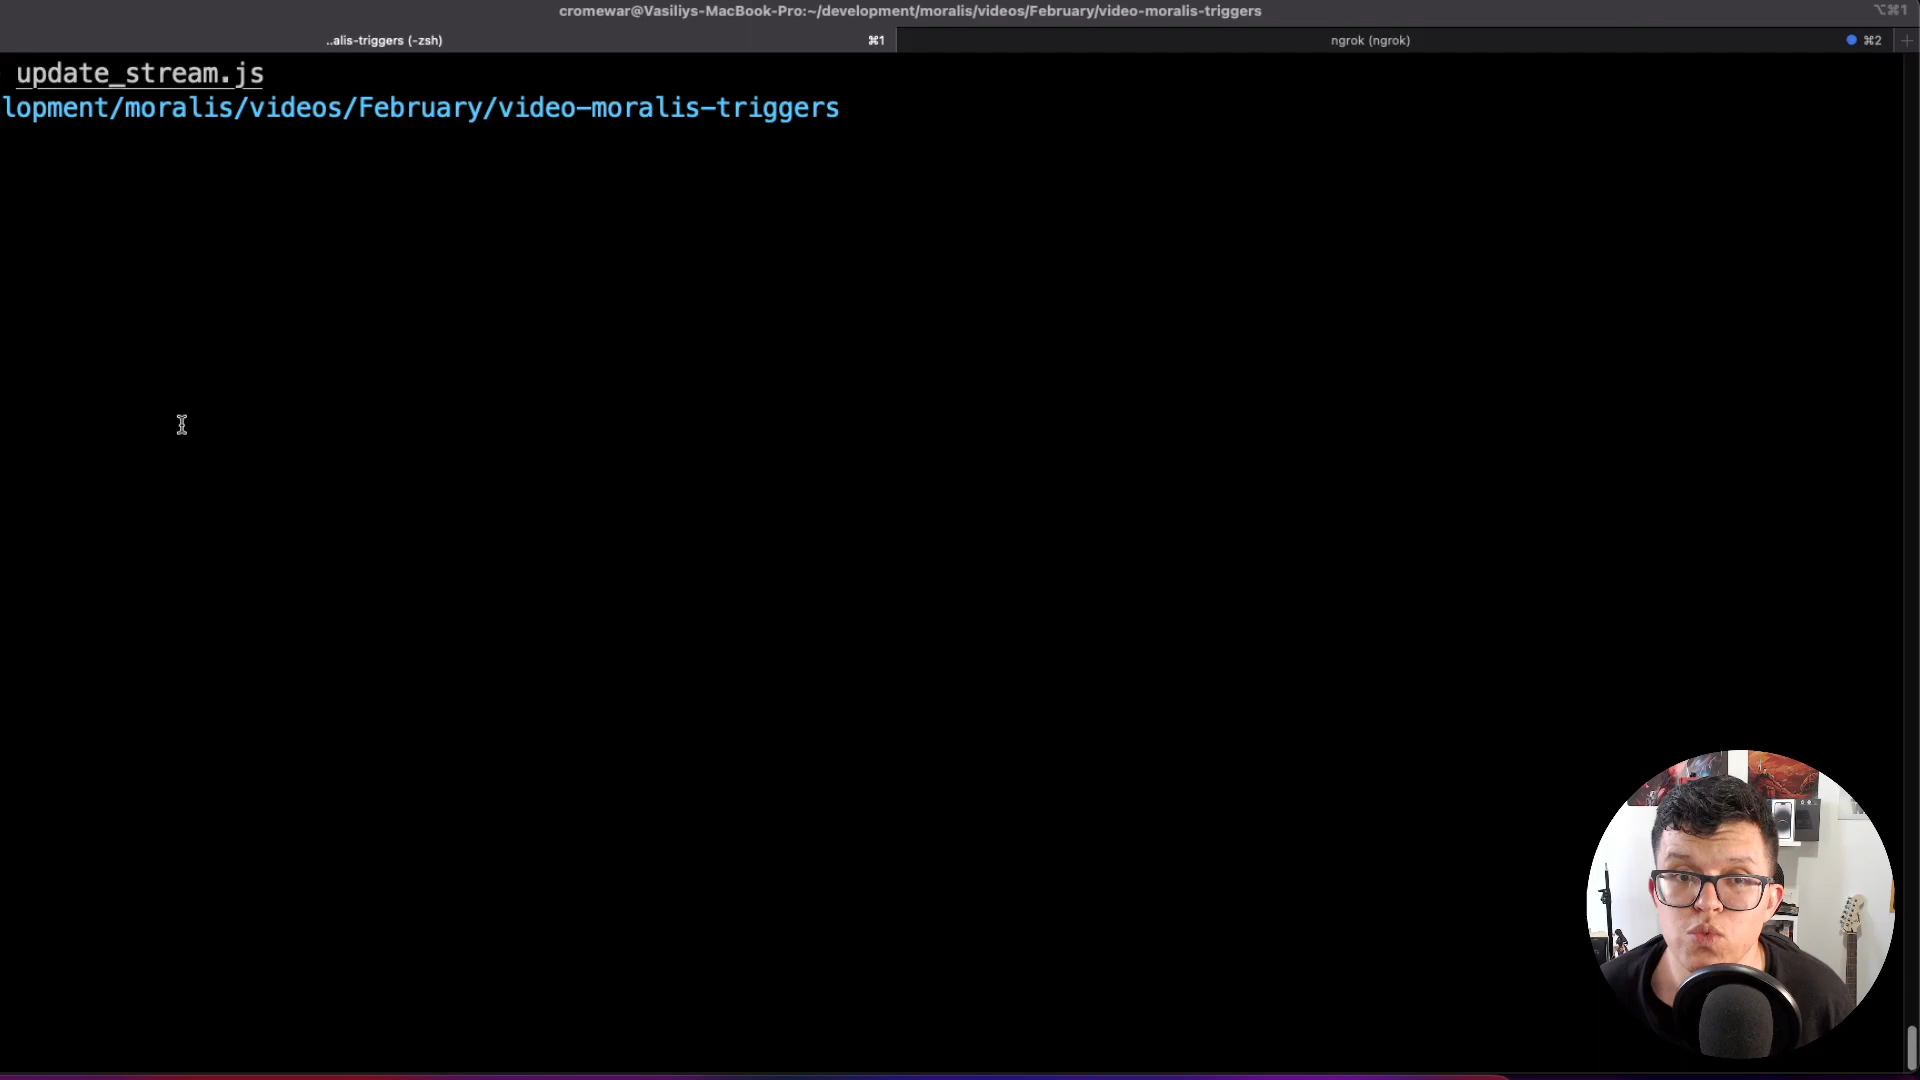 cromewar@Vasiliys-MacBook-Pro:~/development/moralis/videos/February/video-moralis-triggers
⌥⌘1
..alis-triggers (-zsh)
⌘1
ngrok (ngrok)
⌘2
update_stream.js
lopment/moralis/videos/February/video-moralis-triggers